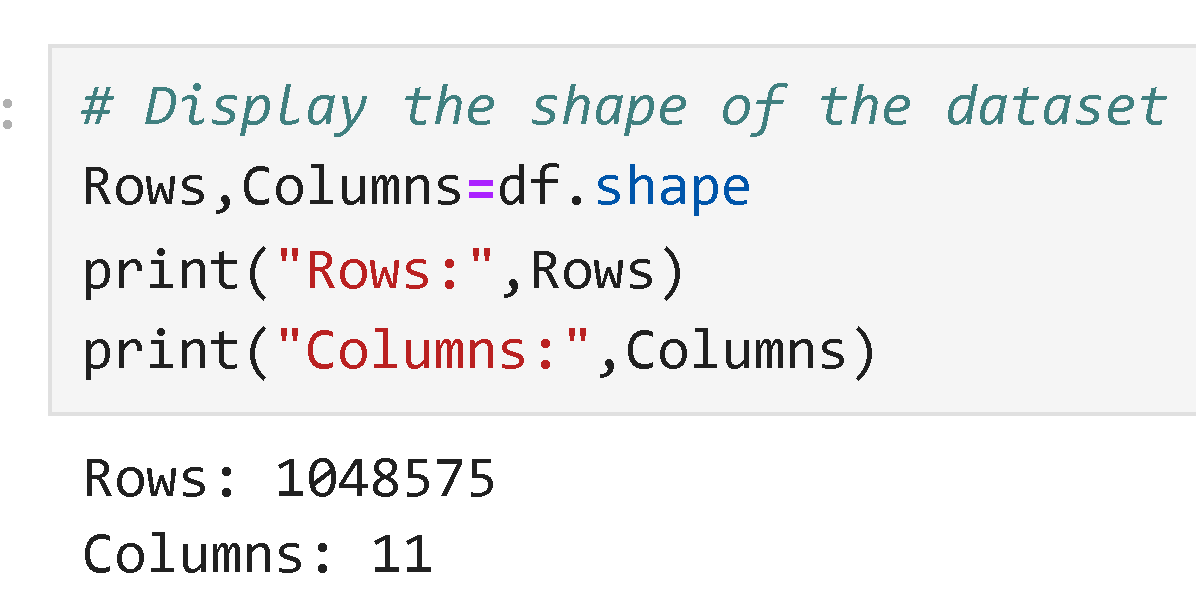 # Display the shape of the dataset
Rows,Columns=df.shape
print("Rows:",Rows)
print("Columns:",Columns)
Rows: 1048575
Columns: 11